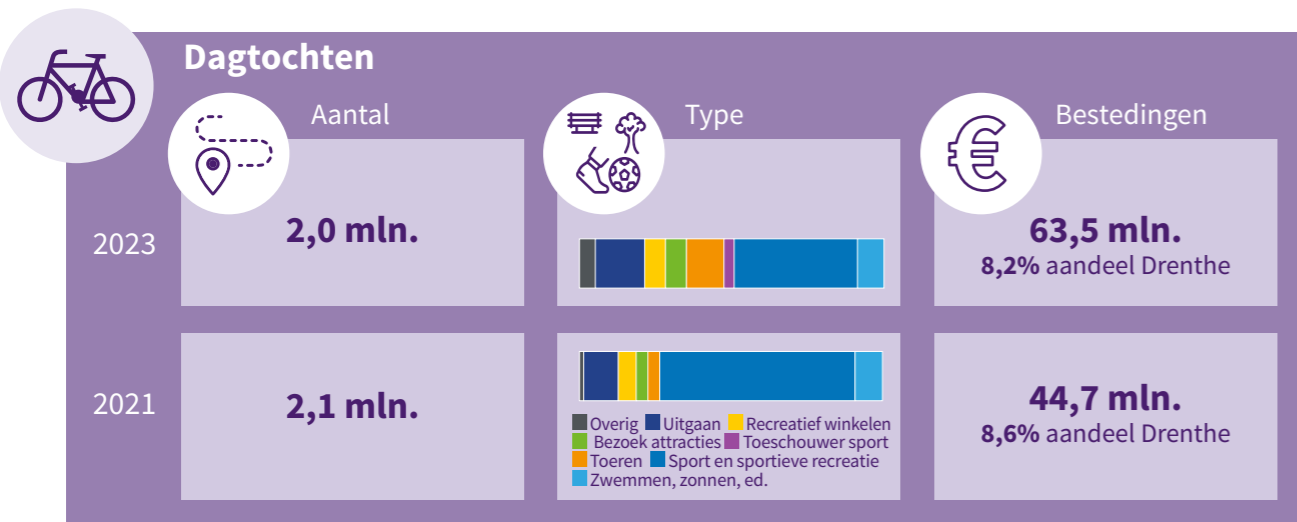 Dagtochten
Aantal
Type
Bestedingen
2023
2,0 mln.
63,5 mln.
8,2% aandeel Drenthe
2021
2,1 mln.
Overig Uitgaan Recreatief winkelen
Bezoek attracties Toeschouwer sport
Toeren Sport en sportieve recreatie
Zwemmen, zonnen, ed.
44,7 mln.
8,6% aandeel Drenthe